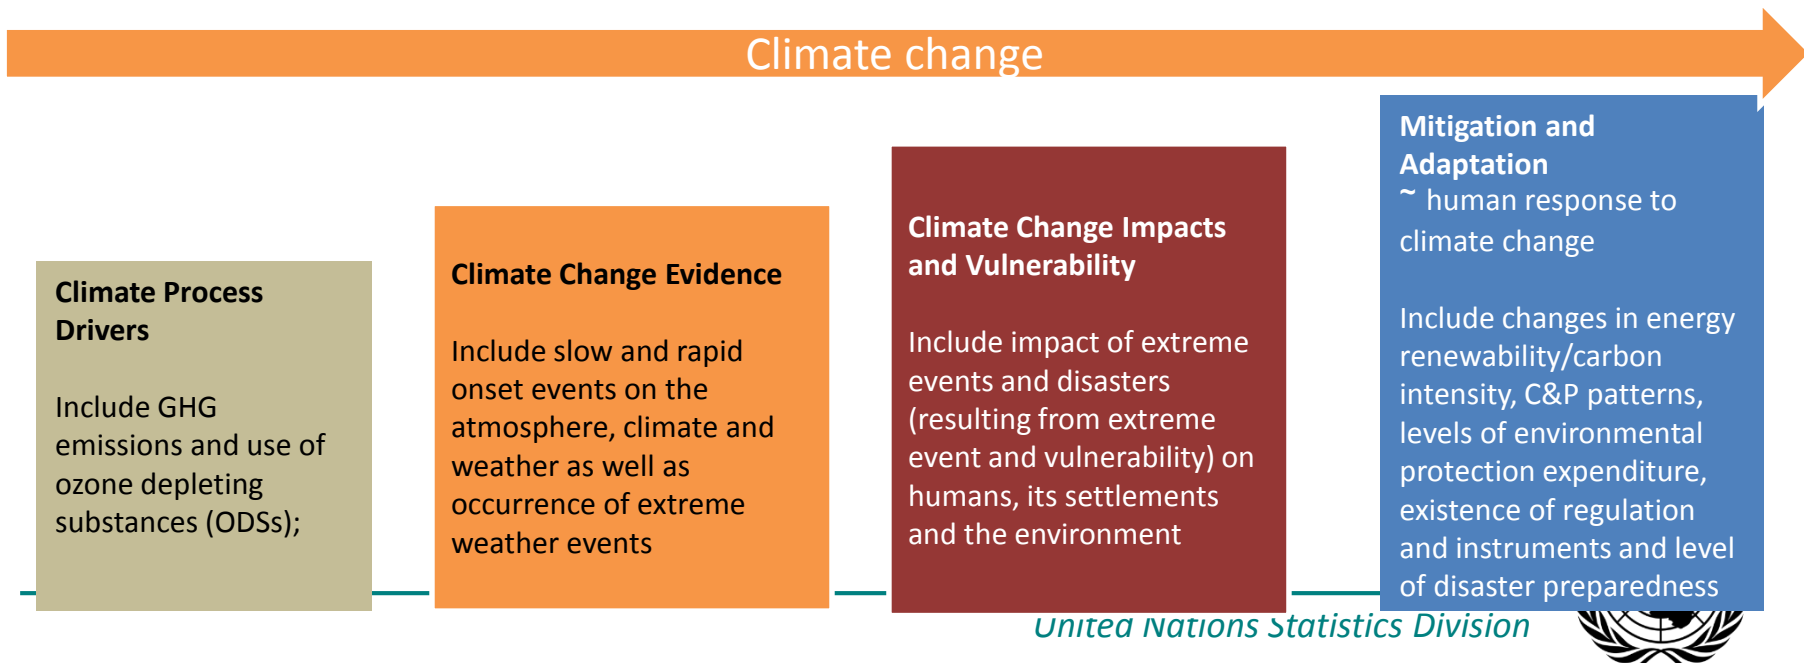 Climate change
Climate Process
Drivers
Include GHG
emissions and use of
ozone depleting
substances (ODSs);
Climate Change Evidence
Include slow and rapid
onset events on the
atmosphere, climate and
weather as well as
occurrence of extreme
weather events
Climate Change Impacts
and Vulnerability
Include impact of extreme
events and disasters
(resulting from extreme
event and vulnerability) on
humans, its settlements
and the environment
Mitigation and
Adaptation
~ human response to
climate change
Include changes in energy
renewability/carbon
intensity, C&P patterns,
levels of environmental
protection expenditure,
existence of regulation
and instruments and level
of disaster preparedness
United Nations Statistics Division